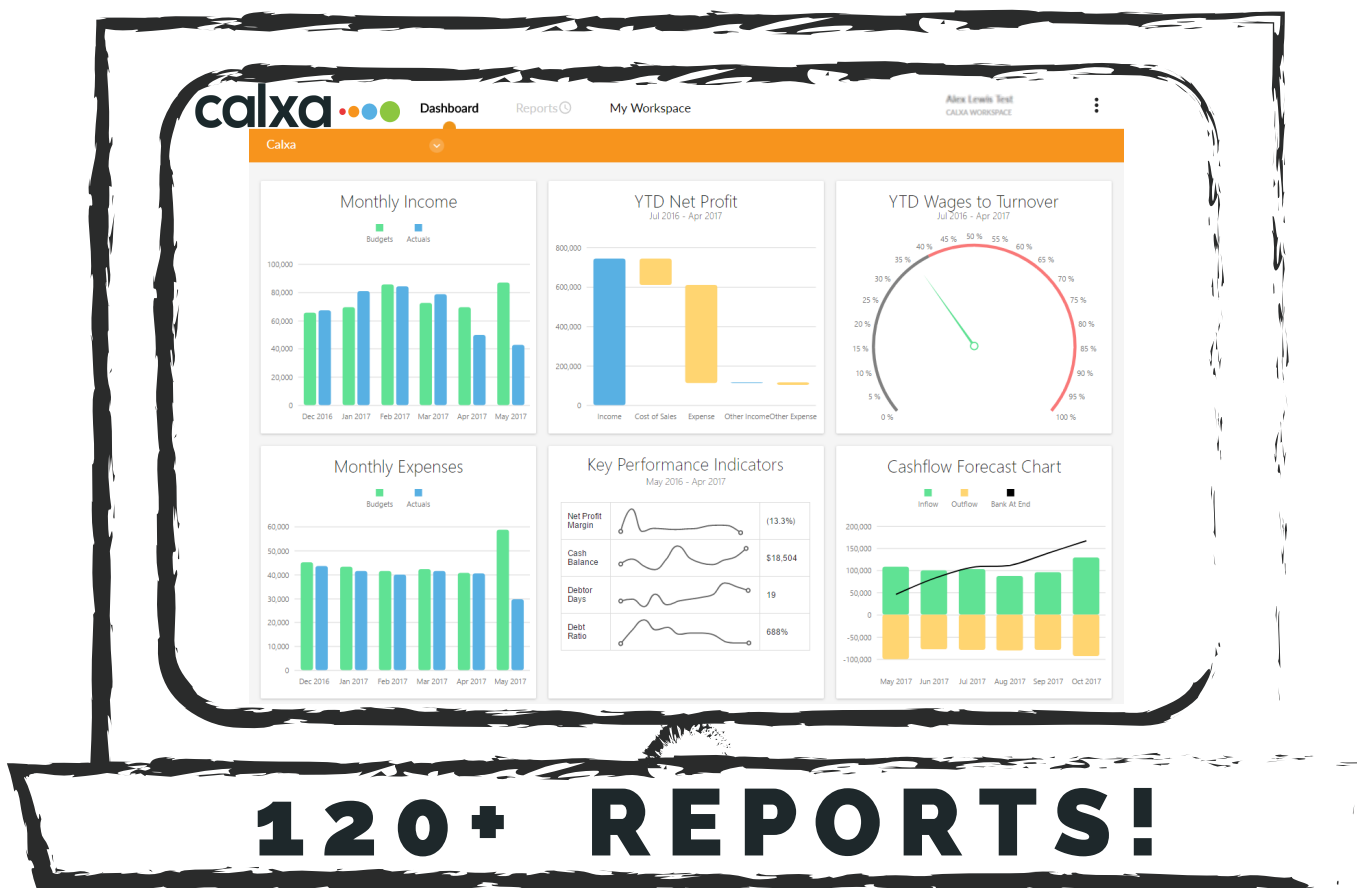 calxa
Dashboard
Reports
My Workspace
Alex Lewis Test
CALXA WORKSPACE
Calxa
Monthly Income
Budgets
Actuals
100,000
80,000
60,000
40,000
20,000
0
Dec 2016
Jan 2017
Feb 2017
Mar 2017
Apr 2017
May 2017
YTD Net Profit
Jul 2016 - Apr 2017
800,000
600,000
400,000
200,000
0
Income
Cost of Sales
Expense
Other Income
Other Expense
YTD Wages to Turnover
Jul 2016 - Apr 2017
0 %
5 %
10 %
15 %
20 %
25 %
30 %
35 %
40 %
45 %
50 %
55 %
60 %
65 %
70 %
75 %
80 %
85 %
90 %
95 %
100 %
Monthly Expenses
Budgets
Actuals
60,000
50,000
40,000
30,000
20,000
10,000
0
Dec 2016
Jan 2017
Feb 2017
Mar 2017
Apr 2017
May 2017
Key Performance Indicators
May 2016 - Apr 2017
Net Profit
Margin
(13.3%)
Cash
Balance
$18,504
Debtor
Days
19
Debt
Ratio
688%
Cashflow Forecast Chart
Inflow
Outflow
Bank At End
200,000
150,000
100,000
50,000
0
-50,000
-100,000
May 2017
Jun 2017
Jul 2017
Aug 2017
Sep 2017
Oct 2017
120+ REPORTS!